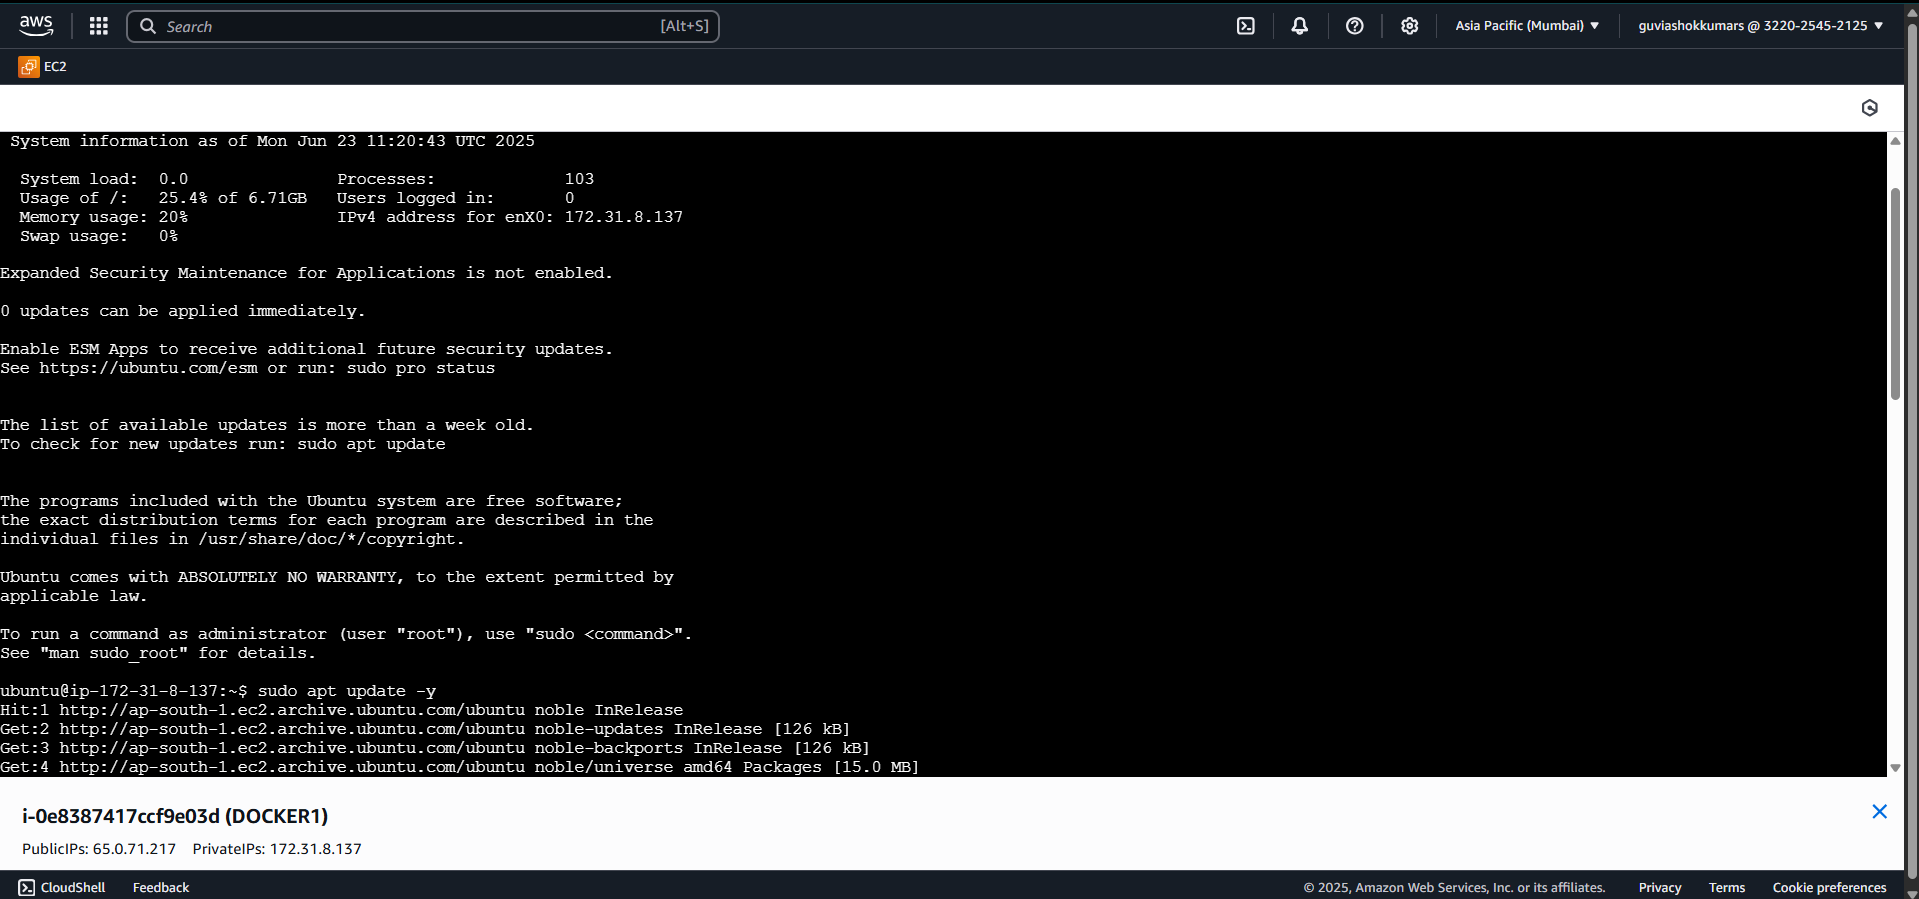 aws
Search [Alt+S]
Asia Pacific (Mumbai) guviashokkumars @ 3220-2545-2125
EC2
System information as of Mon Jun 23 11:20:43 UTC 2025
System load: 0.0 Processes: 103
Usage of /: 25.4% of 6.71GB Users logged in: 0
Memory usage: 20% IPv4 address for enX0: 172.31.8.137
Swap usage: 0%
Expanded Security Maintenance for Applications is not enabled.
0 updates can be applied immediately.
Enable ESM Apps to receive additional future security updates.
See https://ubuntu.com/esm or run: sudo pro status
The list of available updates is more than a week old.
To check for new updates run: sudo apt update
The programs included with the Ubuntu system are free software;
the exact distribution terms for each program are described in the
individual files in /usr/share/doc/*/copyright.
Ubuntu comes with ABSOLUTELY NO WARRANTY, to the extent permitted by
applicable law.
To run a command as administrator (user "root"), use "sudo <command>".
See "man sudo_root" for details.
ubuntu@ip-172-31-8-137:~$ sudo apt update -y
Hit:1 http://ap-south-1.ec2.archive.ubuntu.com/ubuntu noble InRelease
Get:2 http://ap-south-1.ec2.archive.ubuntu.com/ubuntu noble-updates InRelease [126 kB]
Get:3 http://ap-south-1.ec2.archive.ubuntu.com/ubuntu noble-backports InRelease [126 kB]
Get:4 http://ap-south-1.ec2.archive.ubuntu.com/ubuntu noble/universe amd64 Packages [15.0 MB]
i-0e8387417ccf9e03d (DOCKER1)
PublicIPs: 65.0.71.217 PrivateIPs: 172.31.8.137
CloudShell Feedback © 2025, Amazon Web Services, Inc. or its affiliates. Privacy Terms Cookie preferences